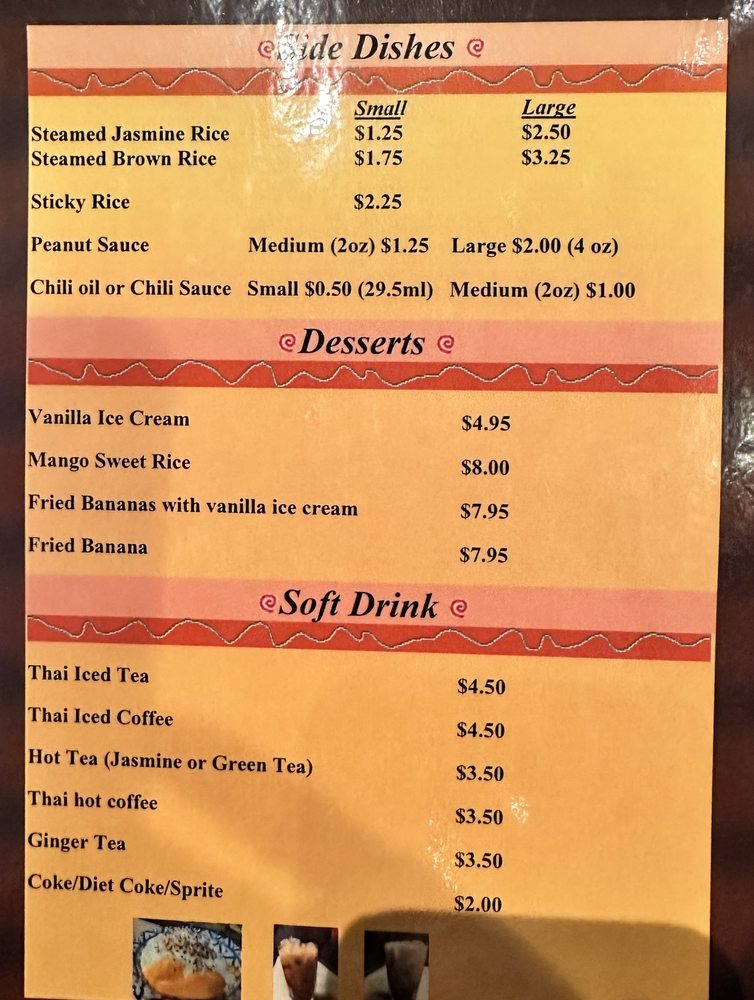 Side Dishes
Small Large
Steamed Jasmine Rice $1.25 $2.50
Steamed Brown Rice $1.75 $3.25
Sticky Rice $2.25
Peanut Sauce Medium (2oz) $1.25 Large $2.00 (4 oz)
Chili oil or Chili Sauce Small $0.50 (29.5ml) Medium (2oz) $1.00
Desserts
Vanilla Ice Cream $4.95
Mango Sweet Rice $8.00
Fried Bananas with vanilla ice cream $7.95
Fried Banana $7.95
Soft Drink
Thai Iced Tea $4.50
Thai Iced Coffee $4.50
Hot Tea (Jasmine or Green Tea) $3.50
Thai hot coffee $3.50
Ginger Tea $3.50
Coke/Diet Coke/Sprite $2.00